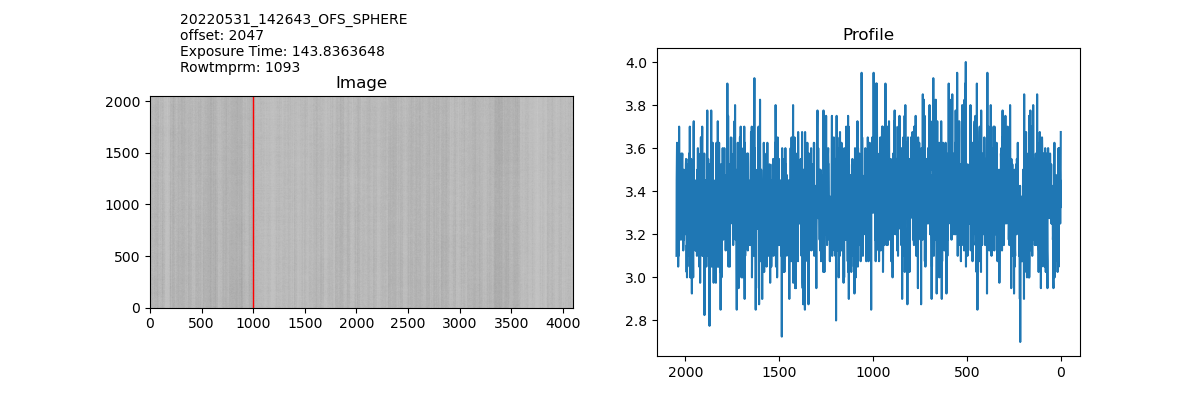 20220531_142643_OFS_SPHERE
offset: 2047
Exposure Time: 143.8363648
Rowtmprm: 1093
Image
2000
1500
1000
500
0
0 500 1000 1500 2000 2500 3000 3500 4000
Profile
4.0
3.8
3.6
3.4
3.2
3.0
2.8
2000 1500 1000 500 0